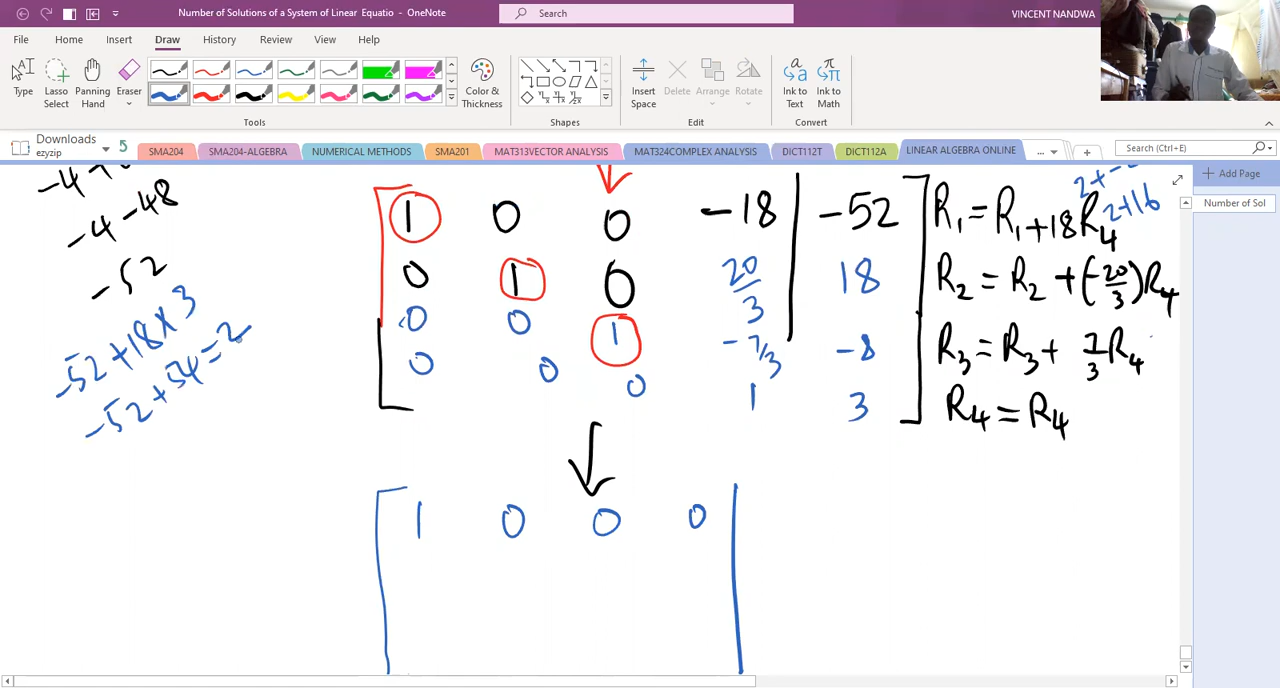 Number of Solutions of a System of Linear Equatio - OneNote
Search
VINCENT NANDWA
File Home Insert Draw History Review View Help
Type
Lasso Select
Panning Hand
Eraser
Color & Thickness
Insert Space
Delete
Arrange
Rotate
Ink to Text
Ink to Math
Tools
Shapes
Edit
Convert
Downloads
ezyzip
SMA204
SMA204-ALGEBRA
NUMERICAL METHODS
SMA201
MAT313VECTOR ANALYSIS
MAT324COMPLEX ANALYSIS
DICT112T
DICT112A
LINEAR ALGEBRA ONLINE
...
Search (Ctrl+E)
Add Page
Number of Sol
-4-48
-52
-52+18×3
-52+54=2
2+16
1 0 0 -18 | -52 R1=R1+18R4
0 1 0 20/3 | 18 R2=R2+(-20/3)R4
0 0 1 -7/3 -8 R3=R3+7/3R4
0 0 0 1 3 R4=R4
1 0 0 0